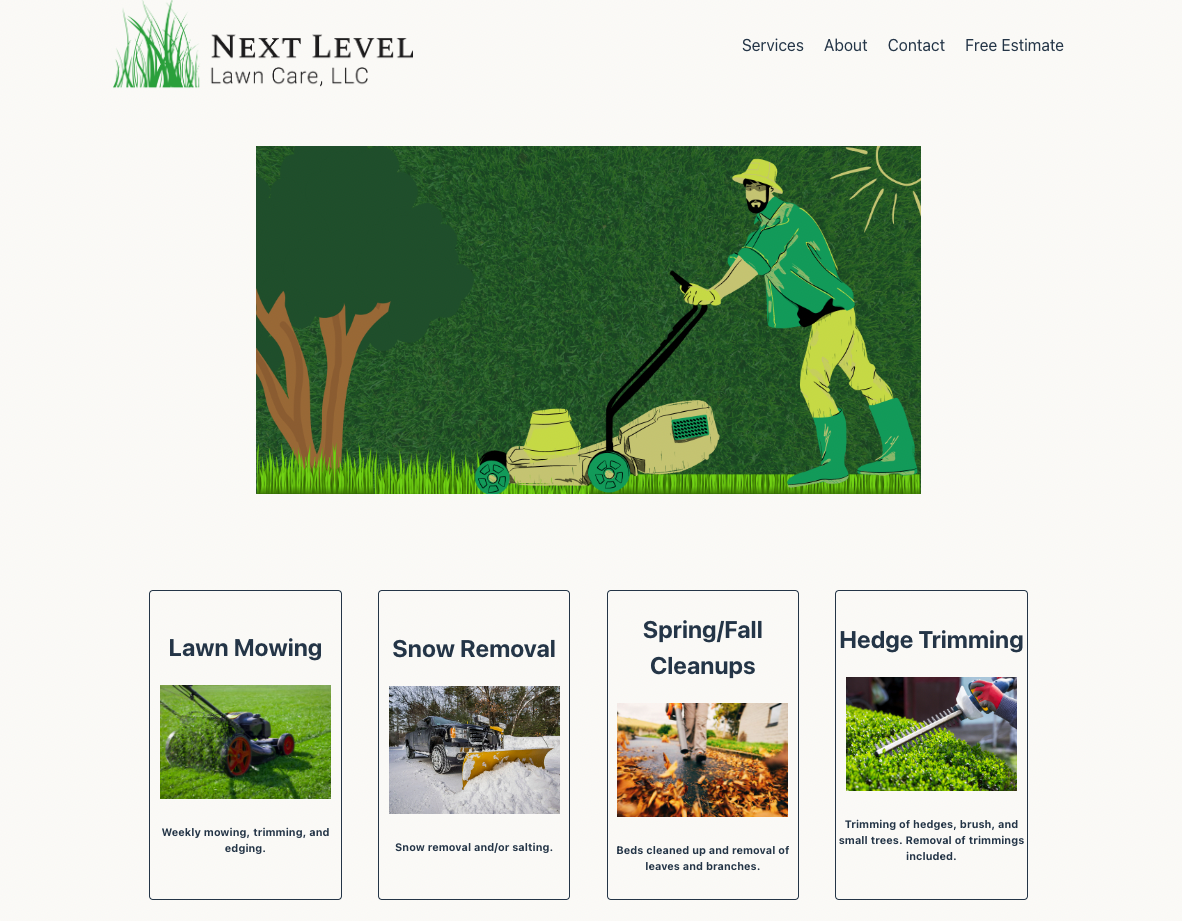 Next Level
Lawn Care, LLC
Services About Contact Free Estimate
Lawn Mowing
Weekly mowing, trimming, and
edging.
Snow Removal
Snow removal and/or salting.
Spring/Fall
Cleanups
Beds cleaned up and removal of
leaves and branches.
Hedge Trimming
Trimming of hedges, brush, and
small trees. Removal of trimmings
included.